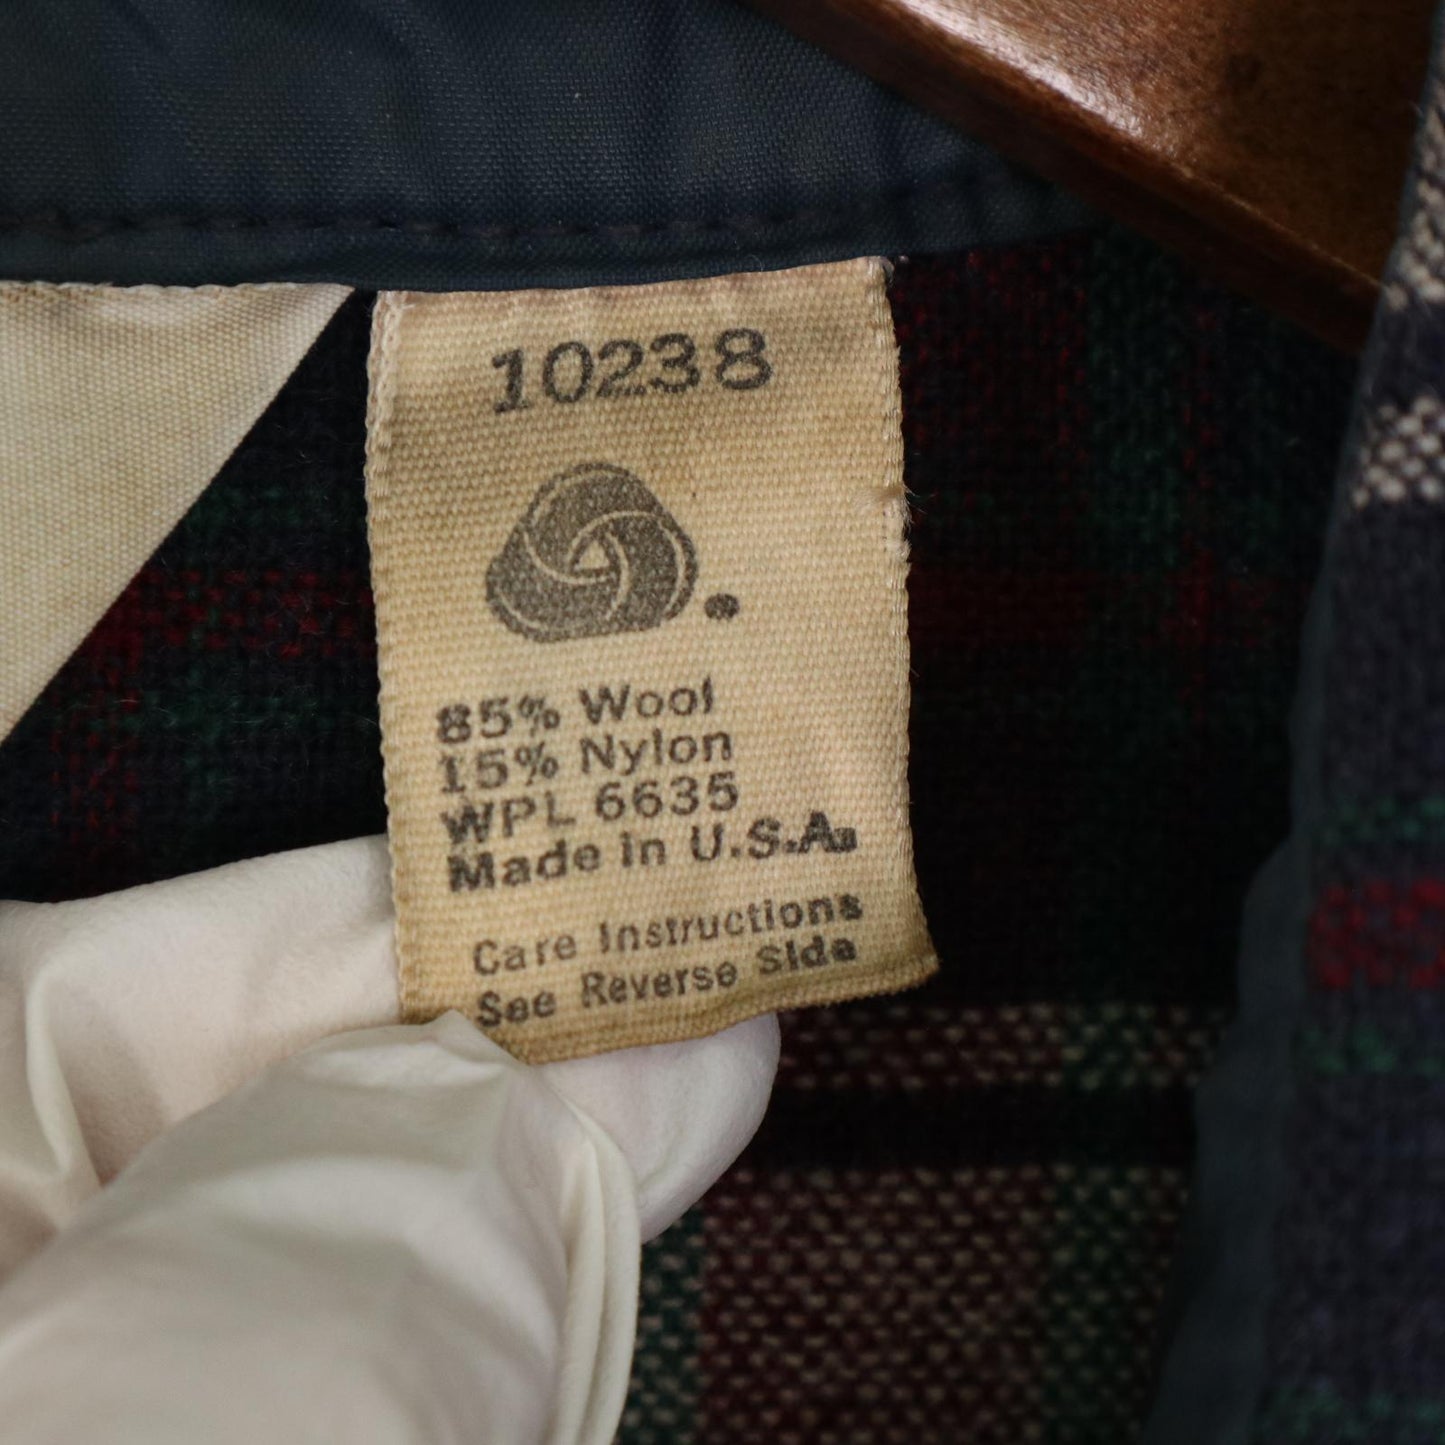 10238
85% Wool
15% Nylon
WPL 6635
Made in U.S.A.
Care Instructions
See Reverse Side